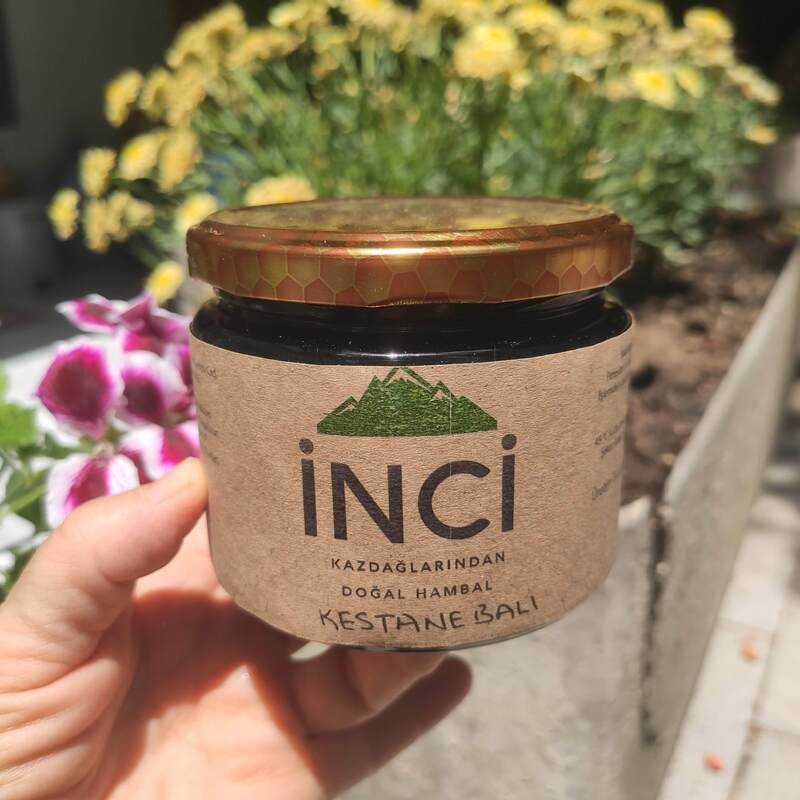 İNCİ
KAZDAĞLARINDAN
DOĞAL HAMBAL
KESTANE BALI